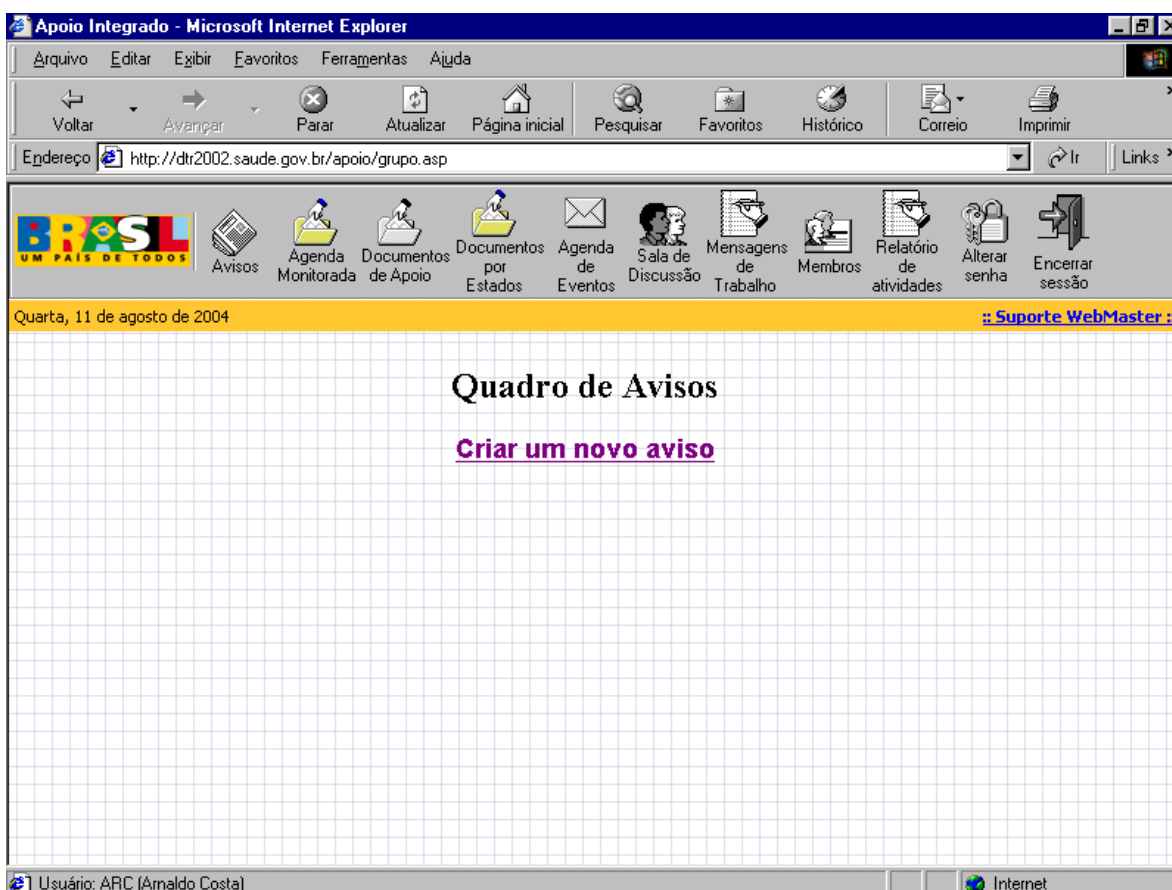 Apoio Integrado - Microsoft Internet Explorer
Arquivo Editar Exibir Favoritos Ferramentas Ajuda
Voltar Avançar Parar Atualizar Página inicial Pesquisar Favoritos Histórico Correio Imprimir
Endereço http://dtr2002.saude.gov.br/apoio/grupo.asp Ir Links
BRASIL
UM PAÍS DE TODOS
Avisos
Agenda Monitorada
Documentos de Apoio
Documentos por Estados
Agenda de Eventos
Sala de Discussão
Mensagens de Trabalho
Membros
Relatório de atividades
Alterar senha
Encerrar sessão
Quarta, 11 de agosto de 2004 :: Suporte WebMaster :
Quadro de Avisos
Criar um novo aviso
Usuário: ARC (Arnaldo Costa) Internet